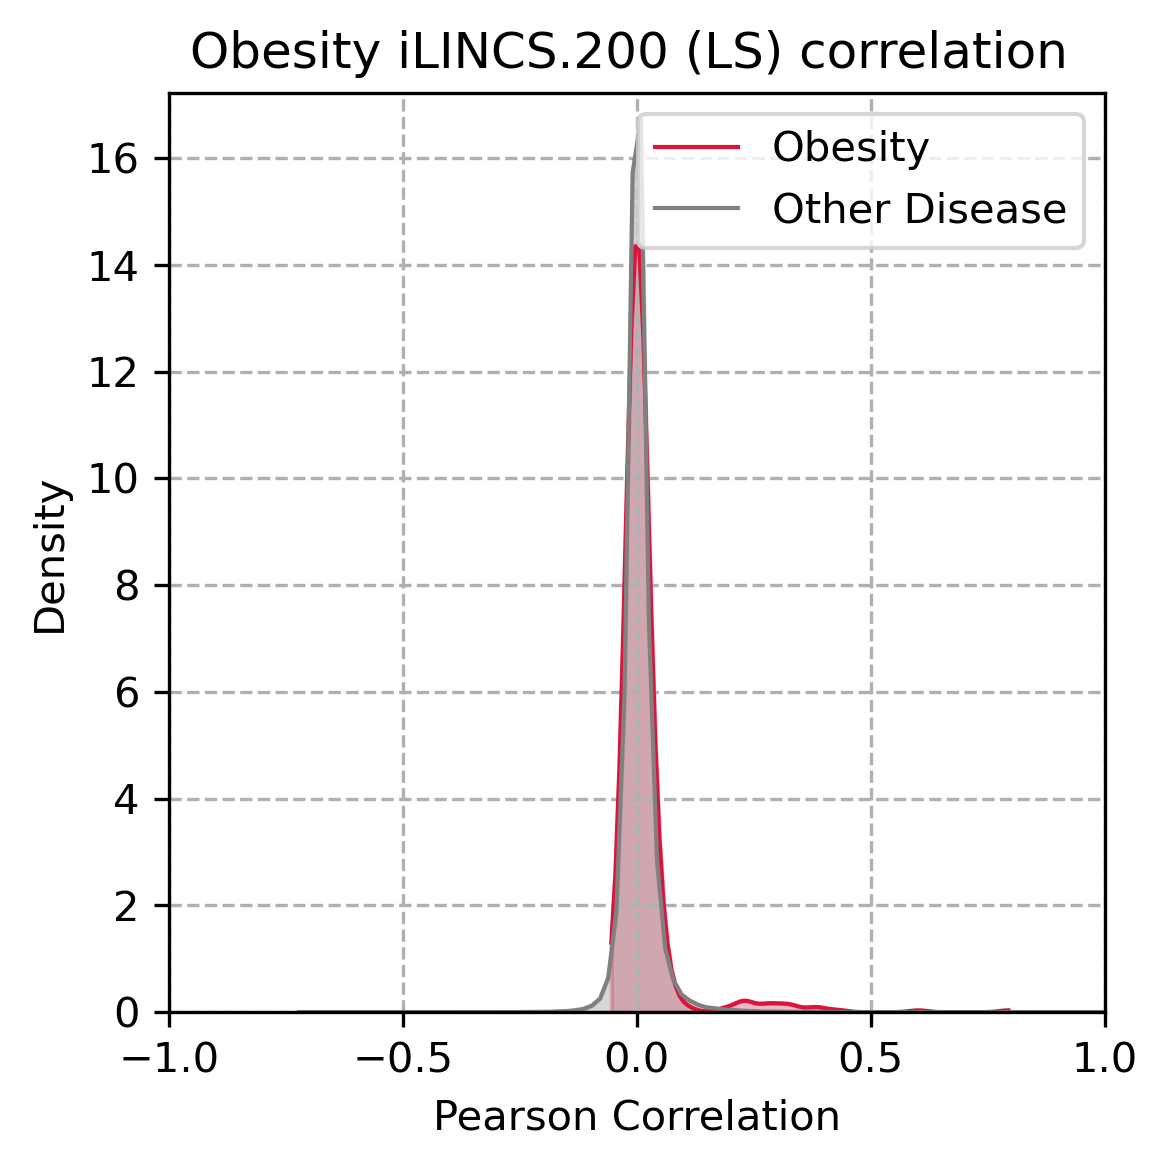 Obesity iLINCS.200 (LS) correlation
Obesity
Other Disease
16
14
12
10
8
6
4
2
0
Density
−1.0 −0.5 0.0 0.5 1.0
Pearson Correlation